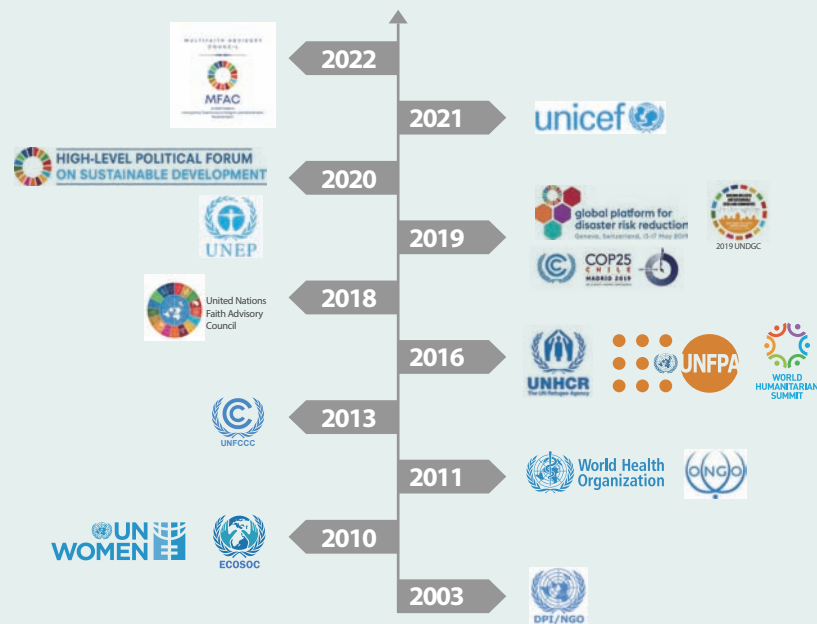 MULTIFAITH ADVISORY
COUNCIL
MFAC
2022
2021
unicef
HIGH-LEVEL POLITICAL FORUM
ON SUSTAINABLE DEVELOPMENT
2020
UNEP
2019
global platform for
disaster risk reduction
Geneva, Switzerland, 13-17 May 2019
2019 UNDGC
COP25
CHILE
MADRID 2019
United Nations
Faith Advisory
Council
2018
2016
UNHCR
The UN Refugee Agency
UNFPA
WORLD
HUMANITARIAN
SUMMIT
UNFCCC
2013
2011
World Health
Organization
CONGO
UN
WOMEN
ECOSOC
2010
2003
DPI/NGO